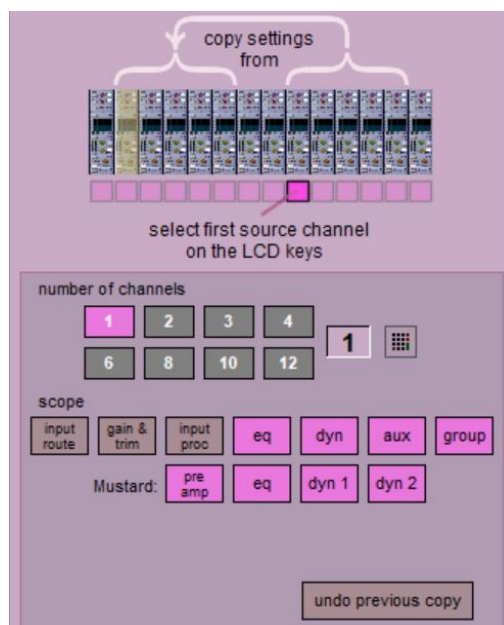 copy settings
from
select first source channel
on the LCD keys
number of channels
1 2 3 4
1
6 8 10 12
scope
input route gain & trim input proc eq dyn aux group
Mustard: pre amp eq dyn 1 dyn 2
undo previous copy